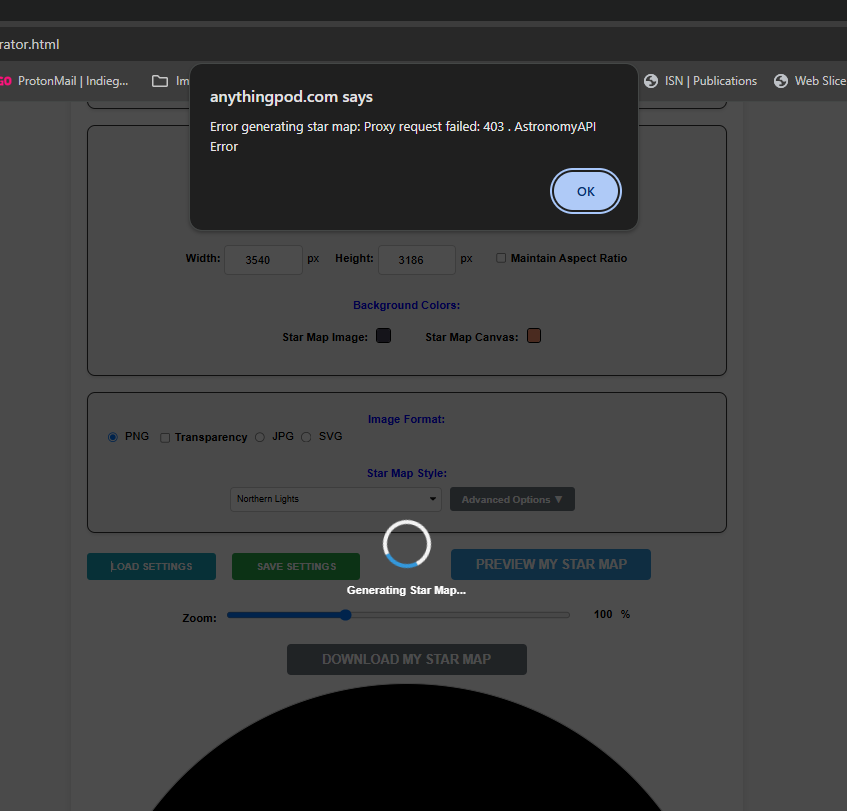 rator.html
GO ProtonMail | Indieg...
Im
ISN | Publications
Web Slice
anythingpod.com says
Error generating star map: Proxy request failed: 403 . AstronomyAPI
Error
OK
Width: 3540 px Height: 3186 px Maintain Aspect Ratio
Background Colors:
Star Map Image: Star Map Canvas:
Image Format:
PNG Transparency JPG SVG
Star Map Style:
Northern Lights Advanced Options ▼
LOAD SETTINGS SAVE SETTINGS PREVIEW MY STAR MAP
Generating Star Map...
Zoom: 100 %
DOWNLOAD MY STAR MAP